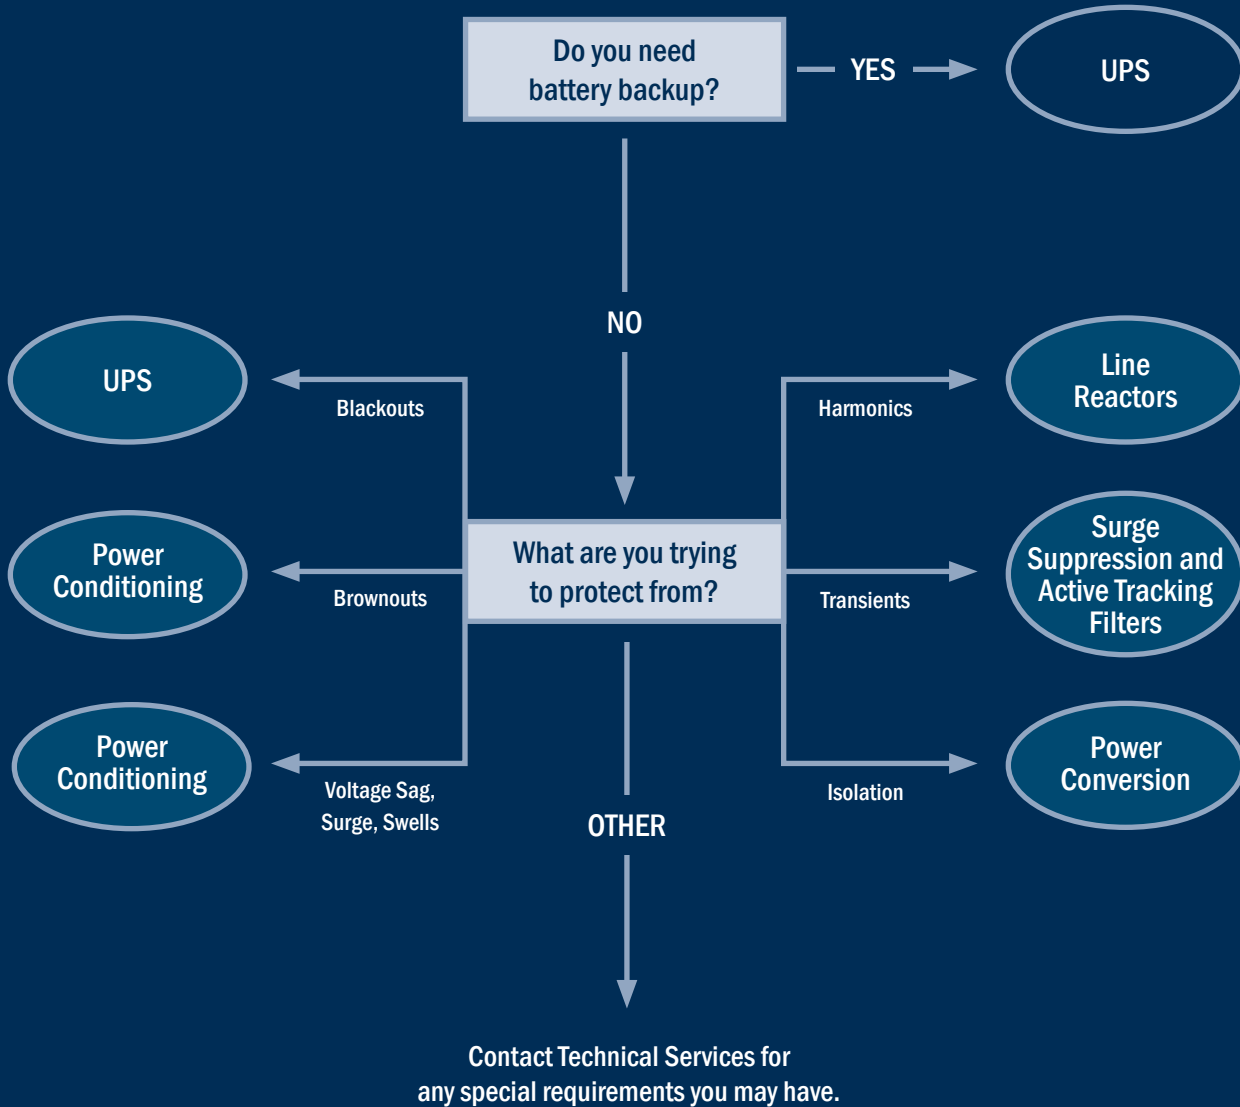 Do you need
battery backup?
YES
UPS
NO
UPS
Blackouts
Harmonics
Line
Reactors
Power
Conditioning
Brownouts
What are you trying
to protect from?
Transients
Surge
Suppression and
Active Tracking
Filters
Power
Conditioning
Voltage Sag,
Surge, Swells
OTHER
Isolation
Power
Conversion
Contact Technical Services for
any special requirements you may have.